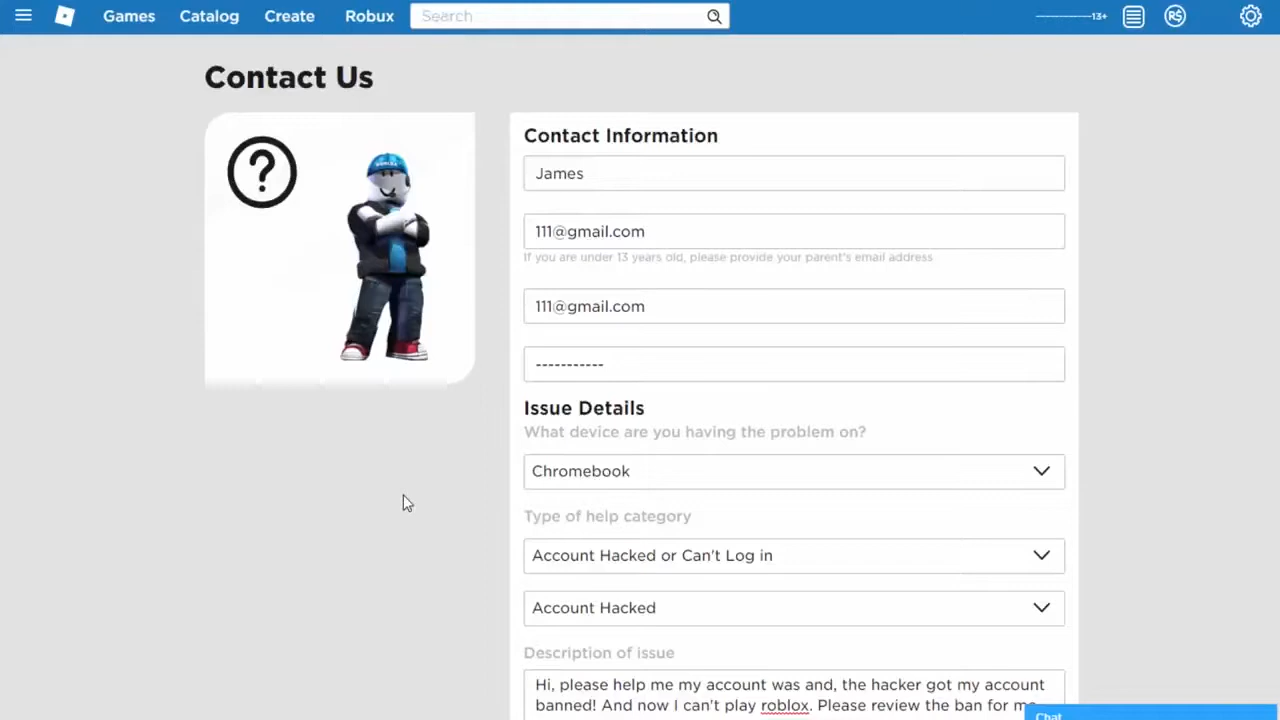 Games Catalog Create Robux Search 13+
Contact Us
Contact Information
James
111@gmail.com
If you are under 13 years old, please provide your parent's email address
111@gmail.com
-----------
Issue Details
What device are you having the problem on?
Chromebook
Type of help category
Account Hacked or Can't Log in
Account Hacked
Description of issue
Hi, please help me my account was and, the hacker got my account
banned! And now I can't play roblox. Please review the ban for me
Chat
ROBLOX